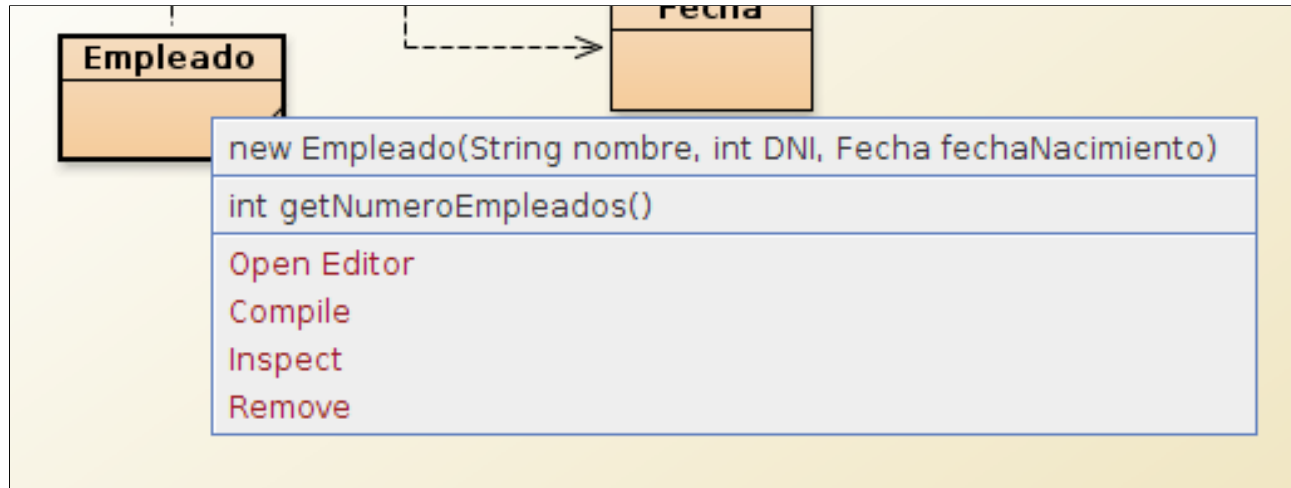 Fecha
Empleado
new Empleado(String nombre, int DNI, Fecha fechaNacimiento)
int getNumeroEmpleados()
Open Editor
Compile
Inspect
Remove